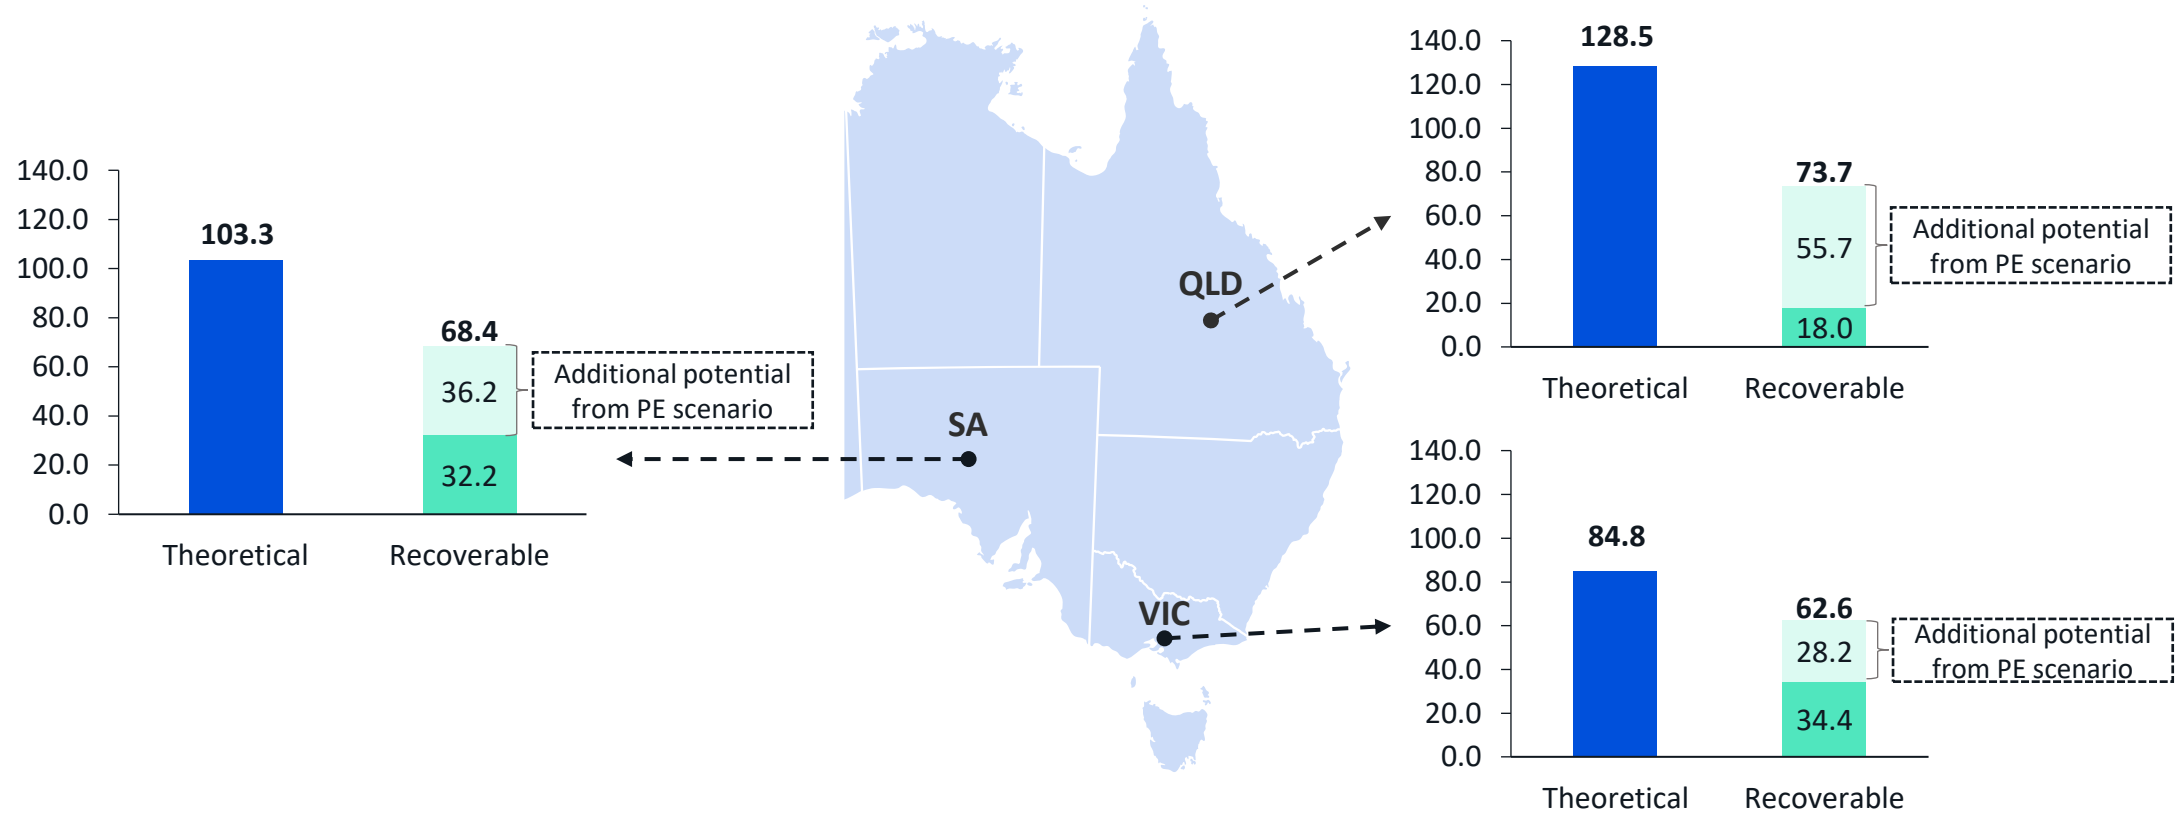 140.0
120.0
100.0
80.0
60.0
40.0
20.0
0.0
103.3
68.4
36.2
32.2
Additional potential
from PE scenario
Theoretical
Recoverable
SA
QLD
VIC
140.0
120.0
100.0
80.0
60.0
40.0
20.0
0.0
128.5
73.7
55.7
18.0
Additional potential
from PE scenario
Theoretical
Recoverable
140.0
120.0
100.0
80.0
60.0
40.0
20.0
0.0
84.8
62.6
28.2
34.4
Additional potential
from PE scenario
Theoretical
Recoverable